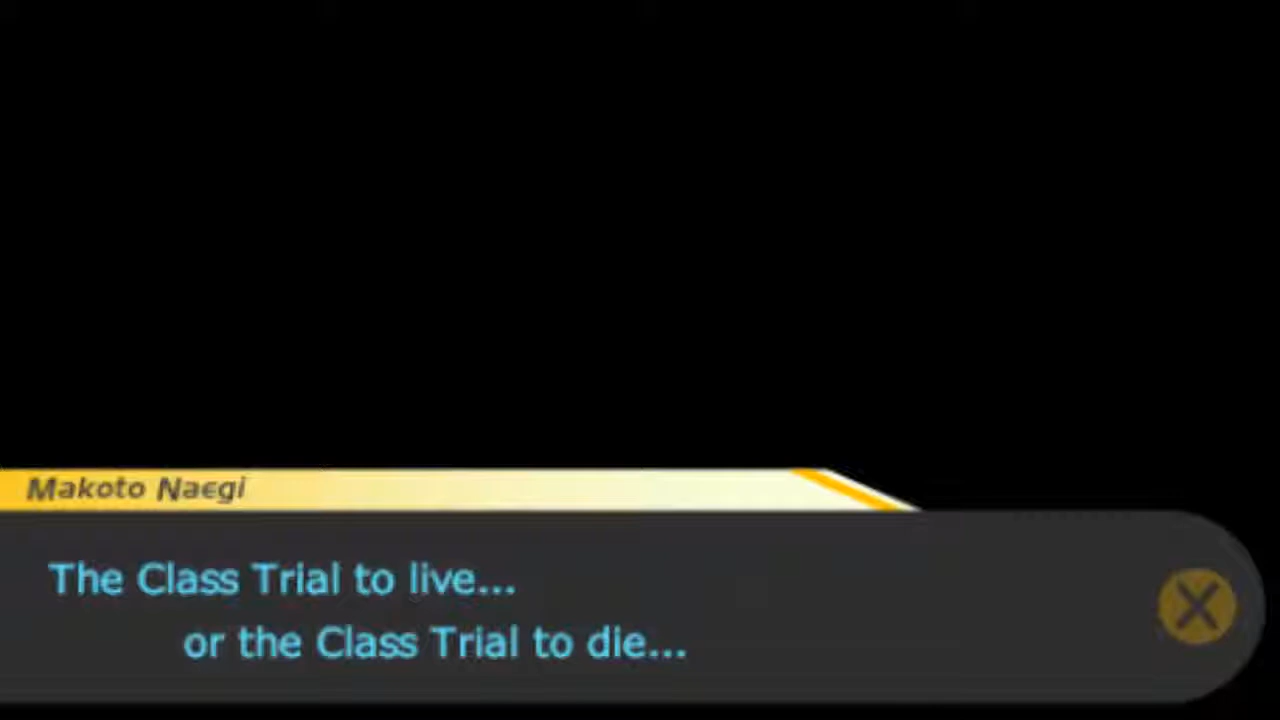 Makoto Naegi
The Class Trial to live...
or the Class Trial to die...